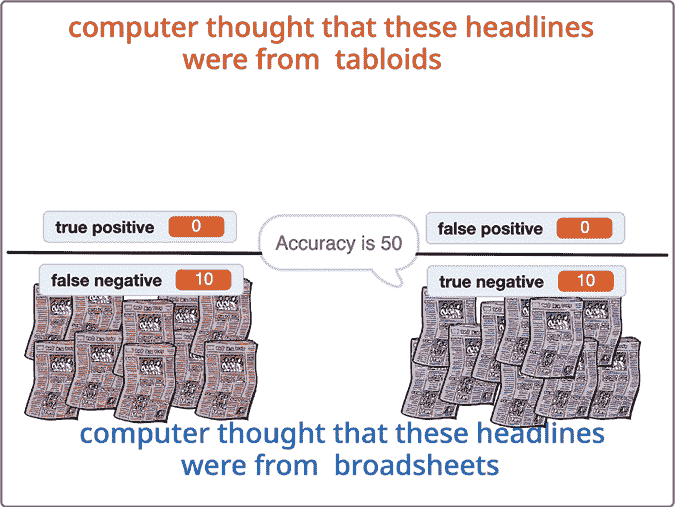 computer thought that these headlines
were from tabloids
true positive 0
false positive 0
Accuracy is 50
false negative 10
true negative 10
computer thought that these headlines
were from broadsheets